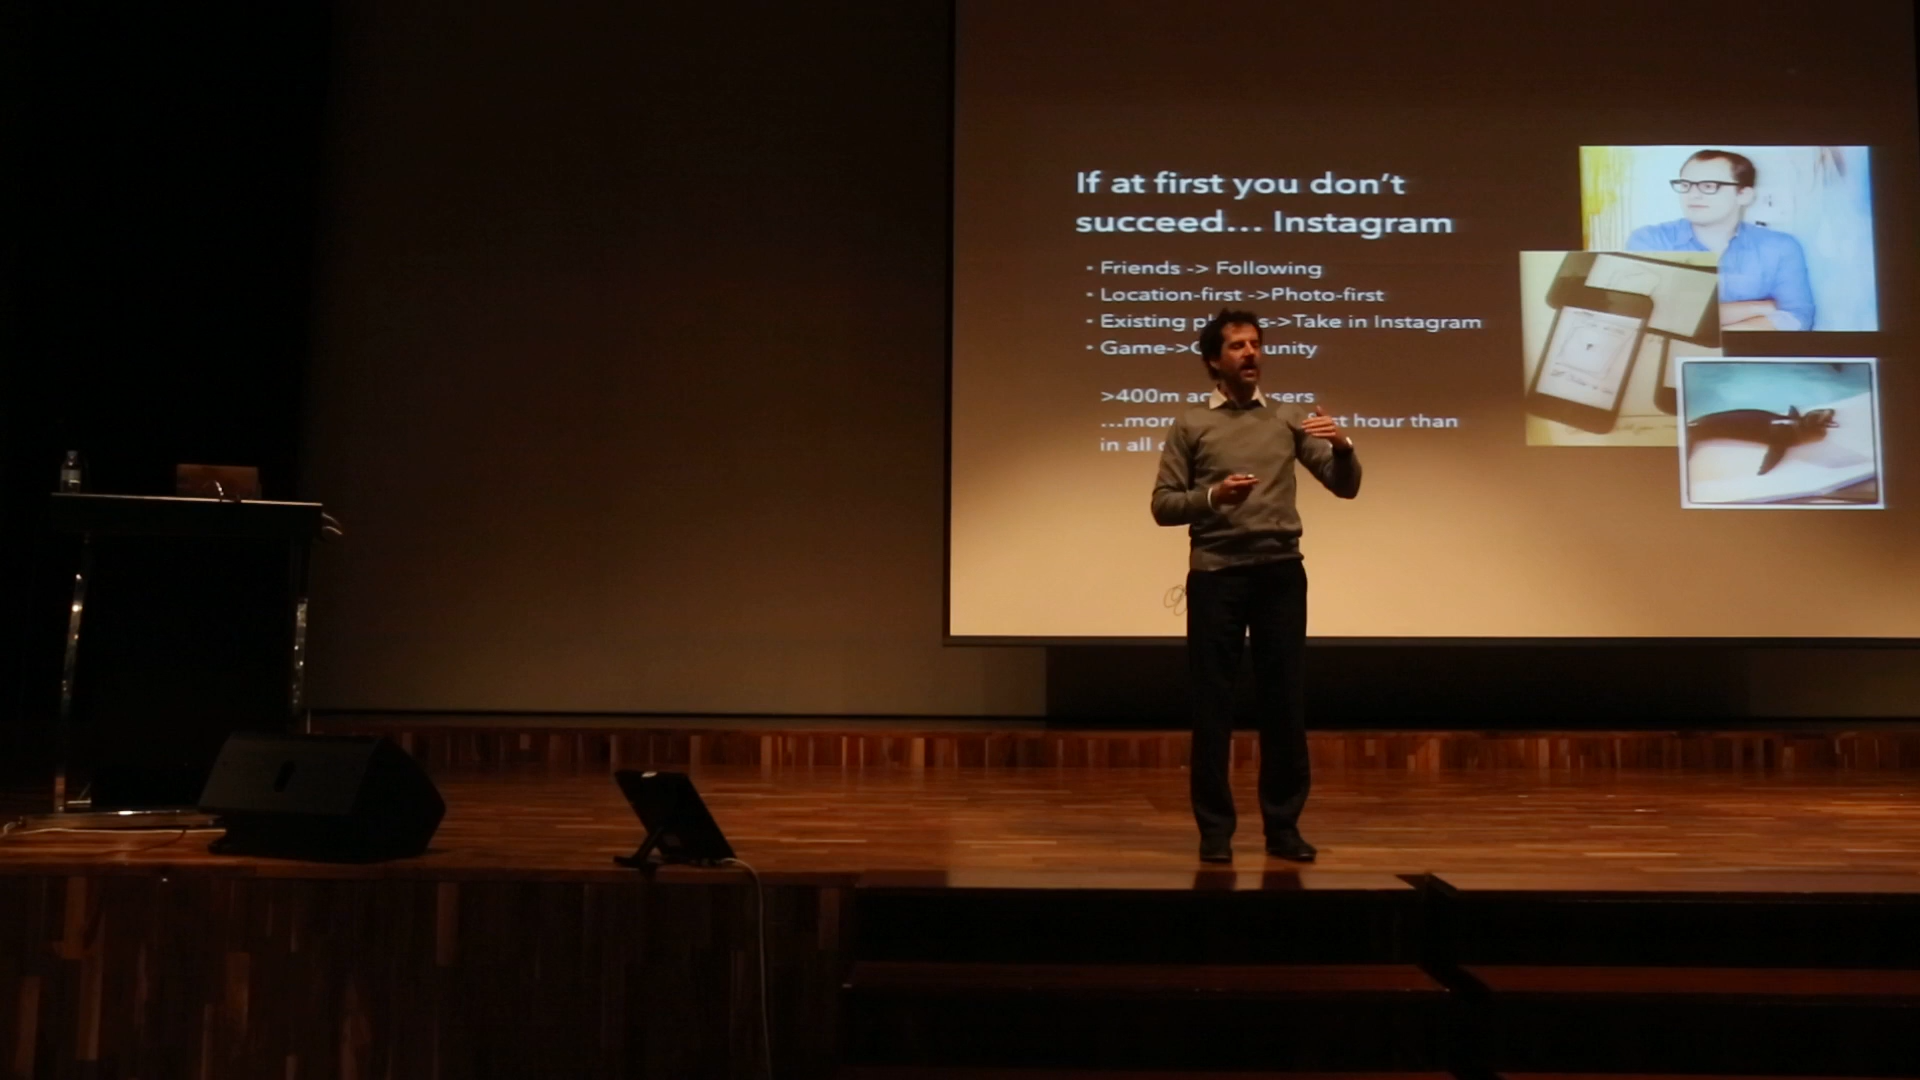 If at first you don't
succeed... Instagram
· Friends -> Following
· Location-first ->Photo-first
· Existing s->Take in Instagram
· Game-> unity
>400m
...more hour than
in all